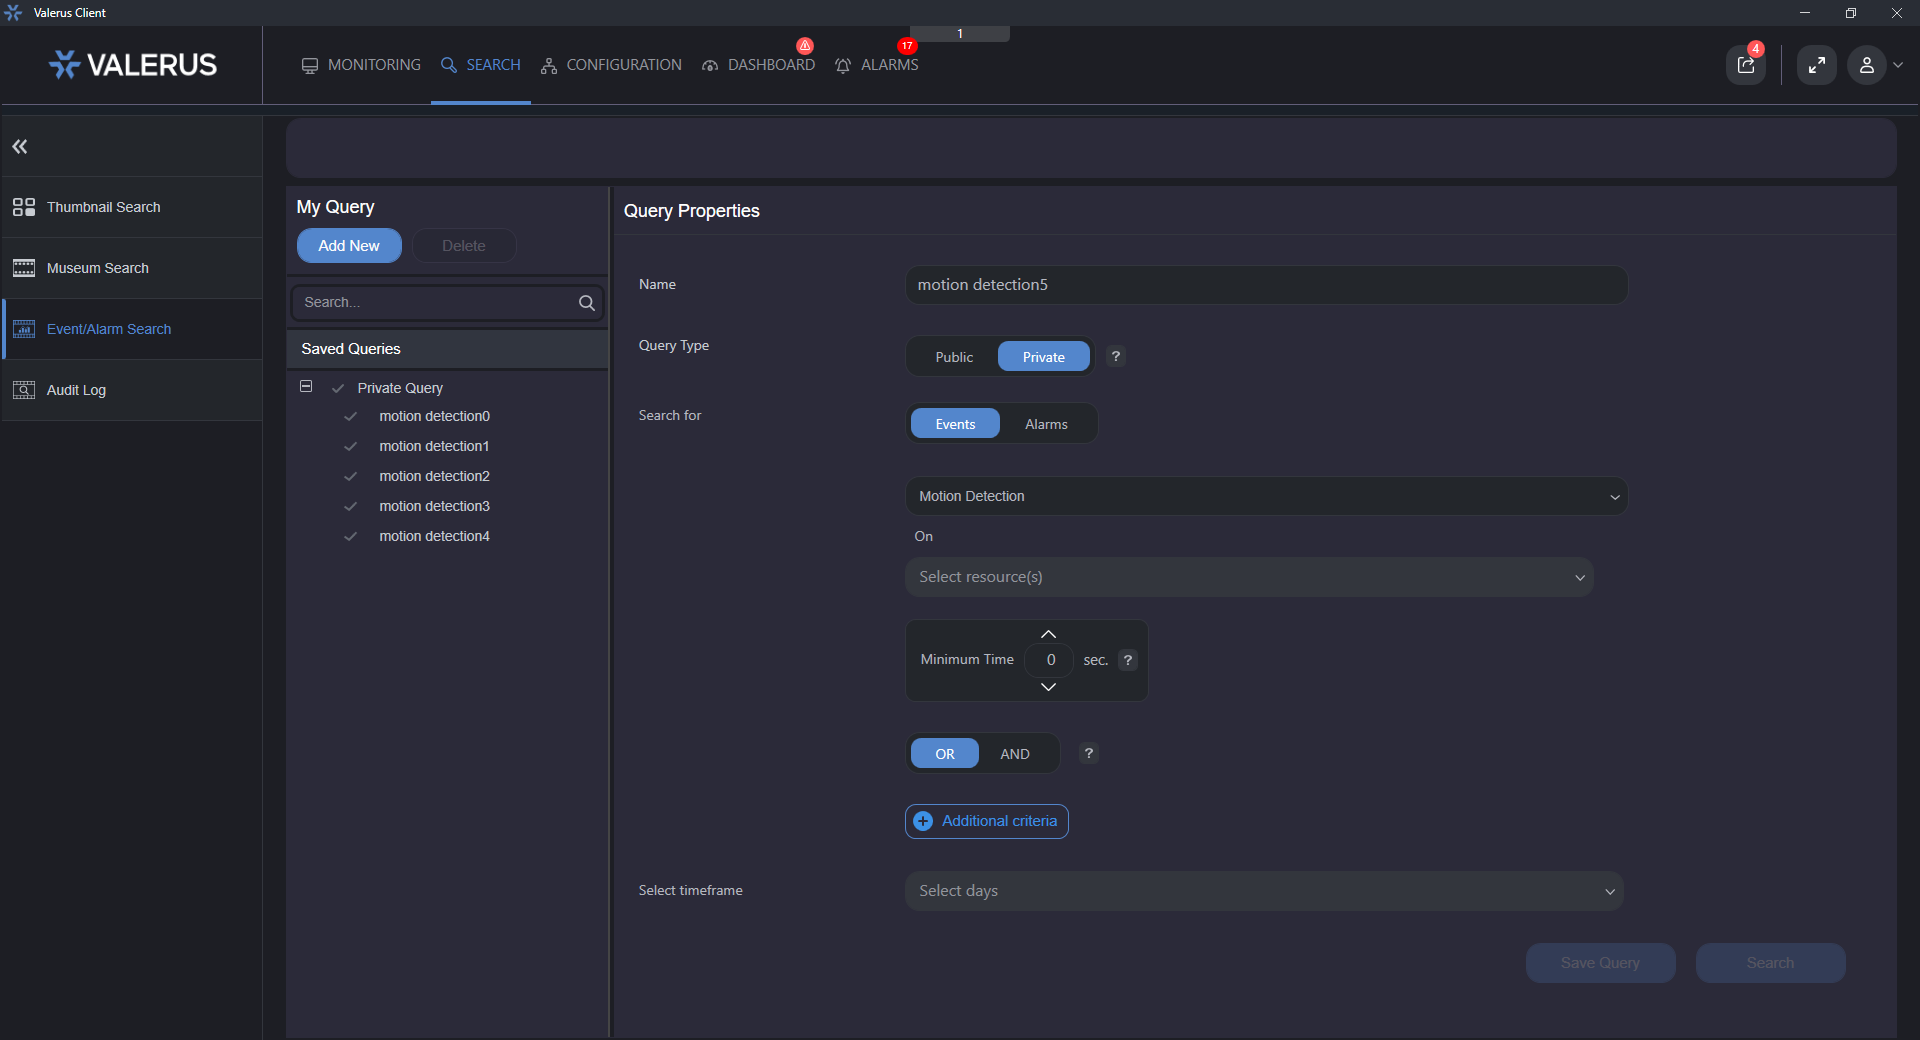 Valerus Client
1
VALERUS
MONITORING
SEARCH
CONFIGURATION
DASHBOARD
17
ALARMS
4
Thumbnail Search
Museum Search
Event/Alarm Search
Audit Log
My Query
Add New
Delete
Search...
Saved Queries
Private Query
motion detection0
motion detection1
motion detection2
motion detection3
motion detection4
Query Properties
Name
motion detection5
Query Type
Public
Private
?
Search for
Events
Alarms
Motion Detection
On
Select resource(s)
Minimum Time
0
sec.
?
OR
AND
?
Additional criteria
Select timeframe
Select days
Save Query
Search